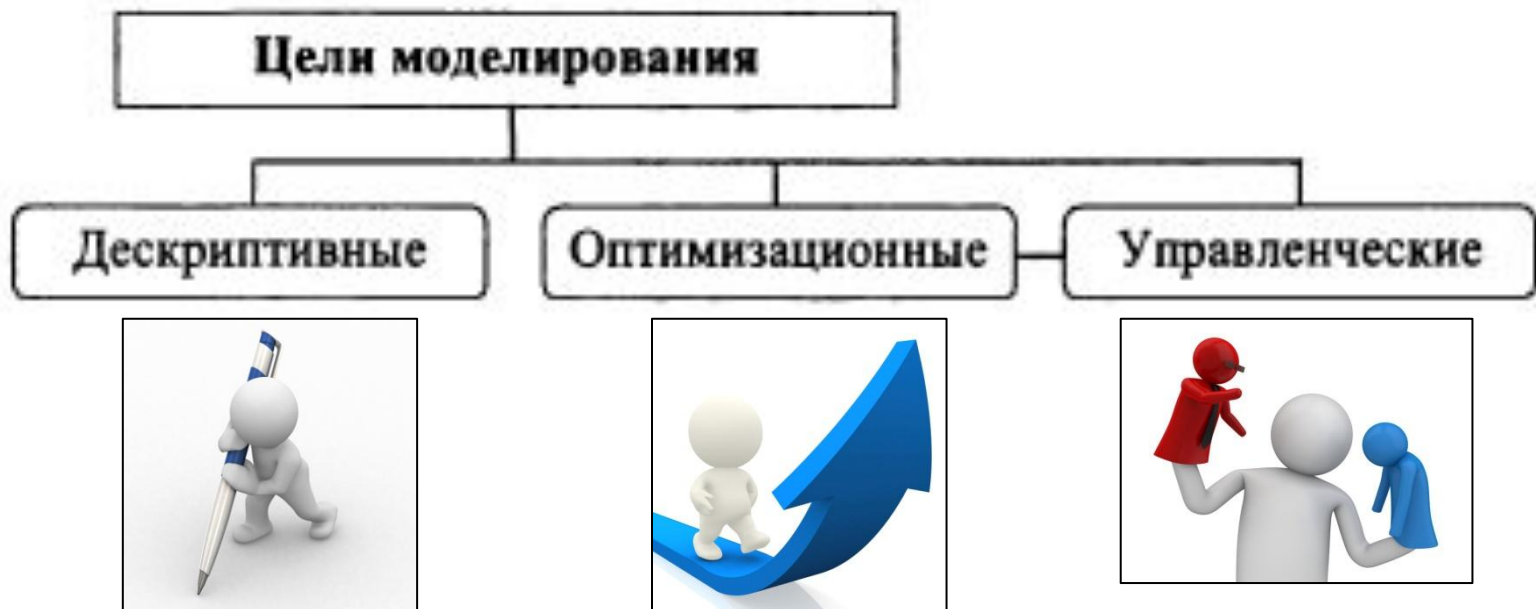 Цели моделирования
Дескриптивные
Оптимизационные
Управленческие